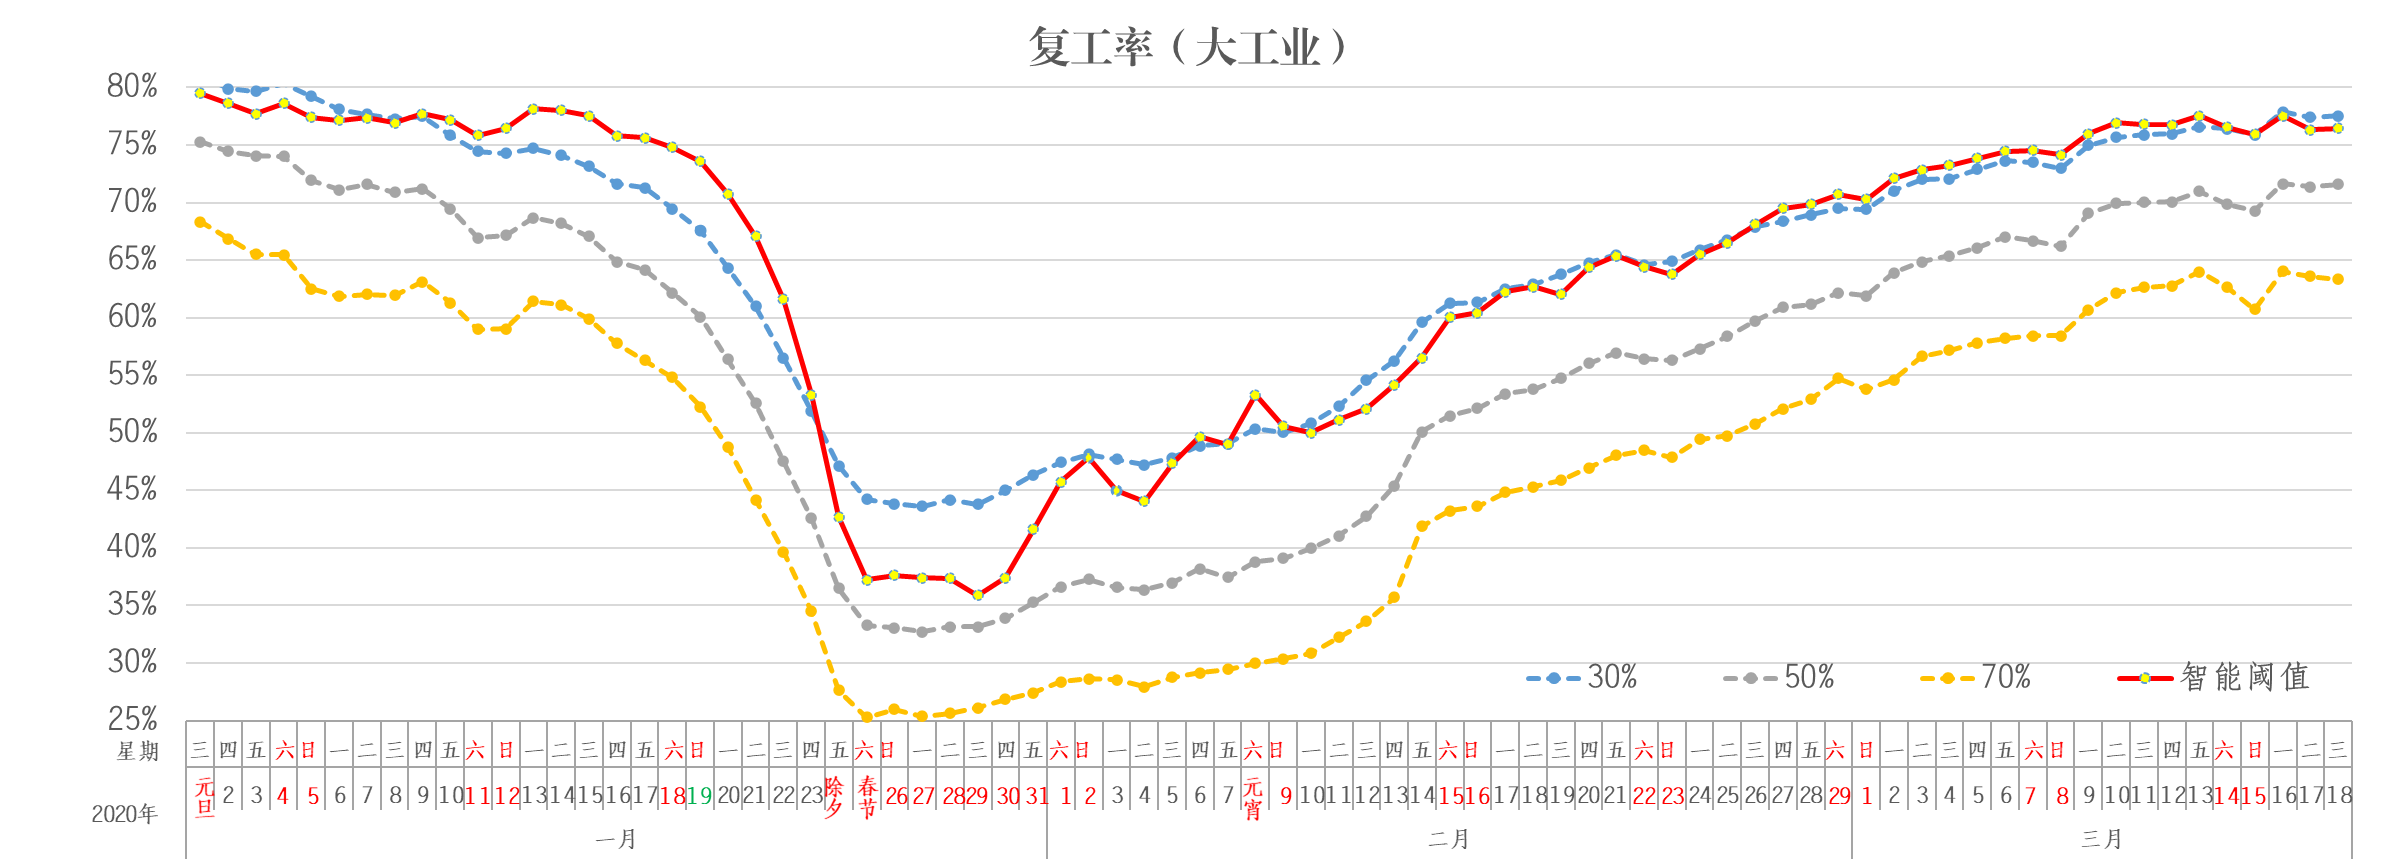 复工率（大工业）
80%
75%
70%
65%
60%
55%
50%
45%
40%
35%
30%
25%
30% 50% 70% 智能阈值
星期 三 四 五 六 日 一 二 三 四 五 六 日 一 二 三 四 五 六 日 一 二 三 四 五 六 日 一 二 三 四 五 六 日 一 二 三 四 五 六 日 一 二 三 四 五 六 日 一 二 三 四 五 六 日 一 二 三 四 五 六 日 一 二 三 四 五 六 日 一 二 三 四 五 六 日 一 二 三
2020年 元旦 2 3 4 5 6 7 8 9 10 11 12 13 14 15 16 17 18 19 20 21 22 23 除夕 春节 26 27 28 29 30 31 1 2 3 4 5 6 7 元宵 9 10 11 12 13 14 15 16 17 18 19 20 21 22 23 24 25 26 27 28 29 1 2 3 4 5 6 7 8 9 10 11 12 13 14 15 16 17 18
一月 二月 三月